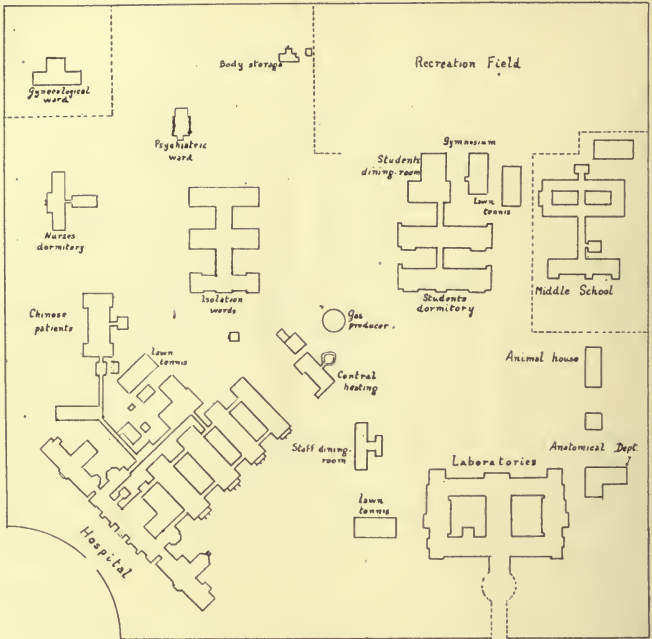 Body storage
Recreation Field
Gynecological
ward
Psychiatric
ward
Gymnasium
Students
dining-room
Lawn
tennis
Nurses
dormitory
Isolation
wards
Students
dormitory
Middle School
Chinese
patients
Gas
producer
Lawn
tennis
Central
heating
Animal house
Staff dining-
room
Laboratories
Anatomical Dept.
Lawn
tennis
Hospital